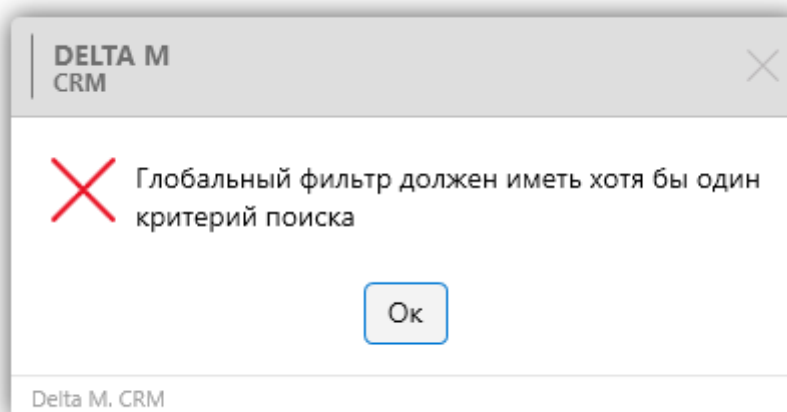 DELTA M
CRM
Глобальный фильтр должен иметь хотя бы один
критерий поиска
Ок
Delta M. CRM